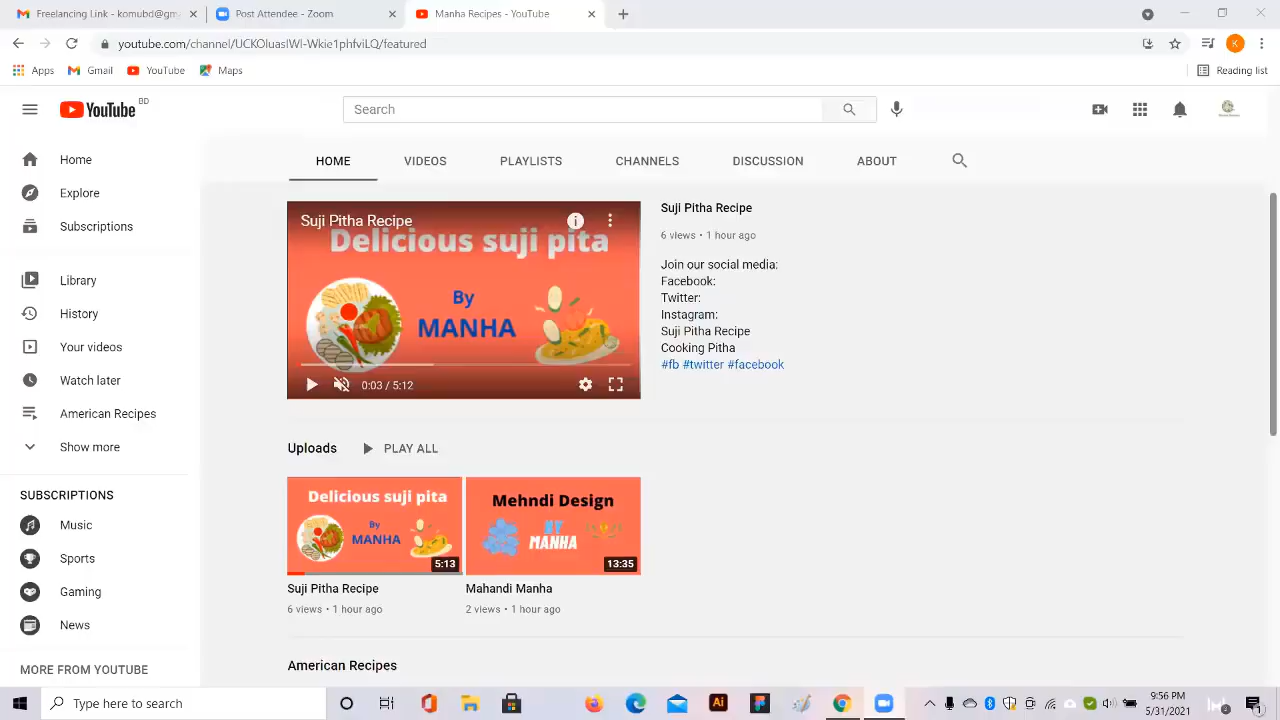 komubd@gmail.com - Freelancing
Post Attendee - Zoom
Manha Recipes - YouTube
youtube.com/channel/UCKOluasIWI-Wkie1phfviLQ/featured
K
Apps
Gmail
YouTube
Maps
Reading list
YouTube BD
Search
Home
Explore
Subscriptions
Library
History
Your videos
Watch later
American Recipes
Show more
SUBSCRIPTIONS
Music
Sports
Gaming
News
MORE FROM YOUTUBE
HOME
VIDEOS
PLAYLISTS
CHANNELS
DISCUSSION
ABOUT
Suji Pitha Recipe
Delicious suji pita
By
MANHA
0:03 / 5:12
Suji Pitha Recipe
6 views • 1 hour ago
Join our social media:
Facebook:
Twitter:
Instagram:
Suji Pitha Recipe
Cooking Pitha
#fb #twitter #facebook
Uploads
PLAY ALL
Delicious suji pita
By
MANHA
5:13
Suji Pitha Recipe
6 views • 1 hour ago
Mehndi Design
BY
MANHA
13:35
Mahandi Manha
2 views • 1 hour ago
American Recipes
Type here to search
Ai
9:56 PM
5/31/2021